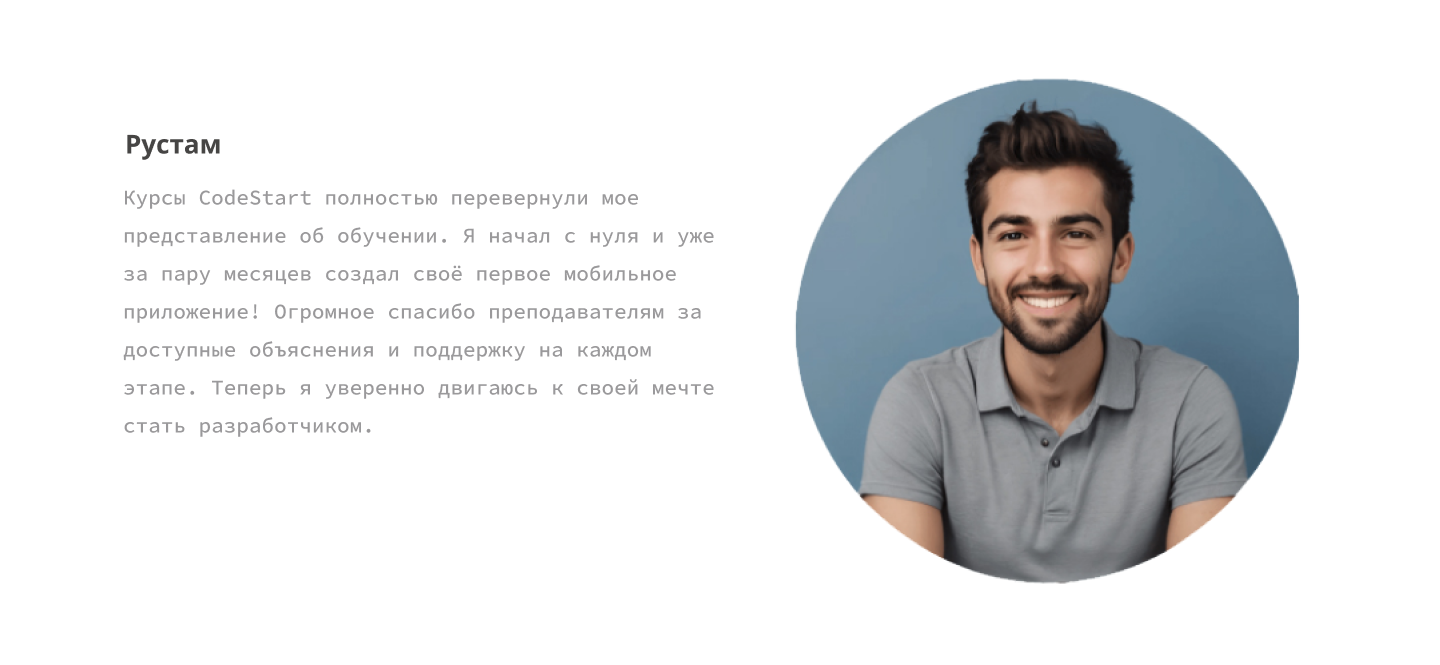 Рустам
Курсы CodeStart полностью перевернули мое
представление об обучении. Я начал с нуля и уже
за пару месяцев создал своё первое мобильное
приложение! Огромное спасибо преподавателям за
доступные объяснения и поддержку на каждом
этапе. Теперь я уверенно двигаюсь к своей мечте
стать разработчиком.